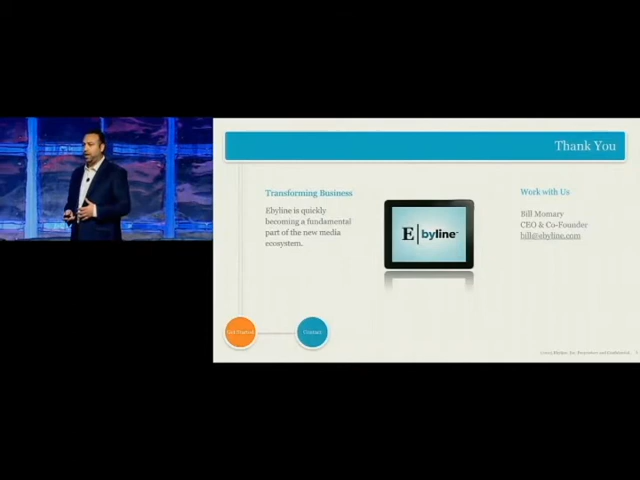 Thank You
Transforming Business
Ebyline is quickly
becoming a fundamental
part of the new media
ecosystem.
E|byline
Work with Us
Bill Momary
CEO & Co-Founder
bill@ebyline.com